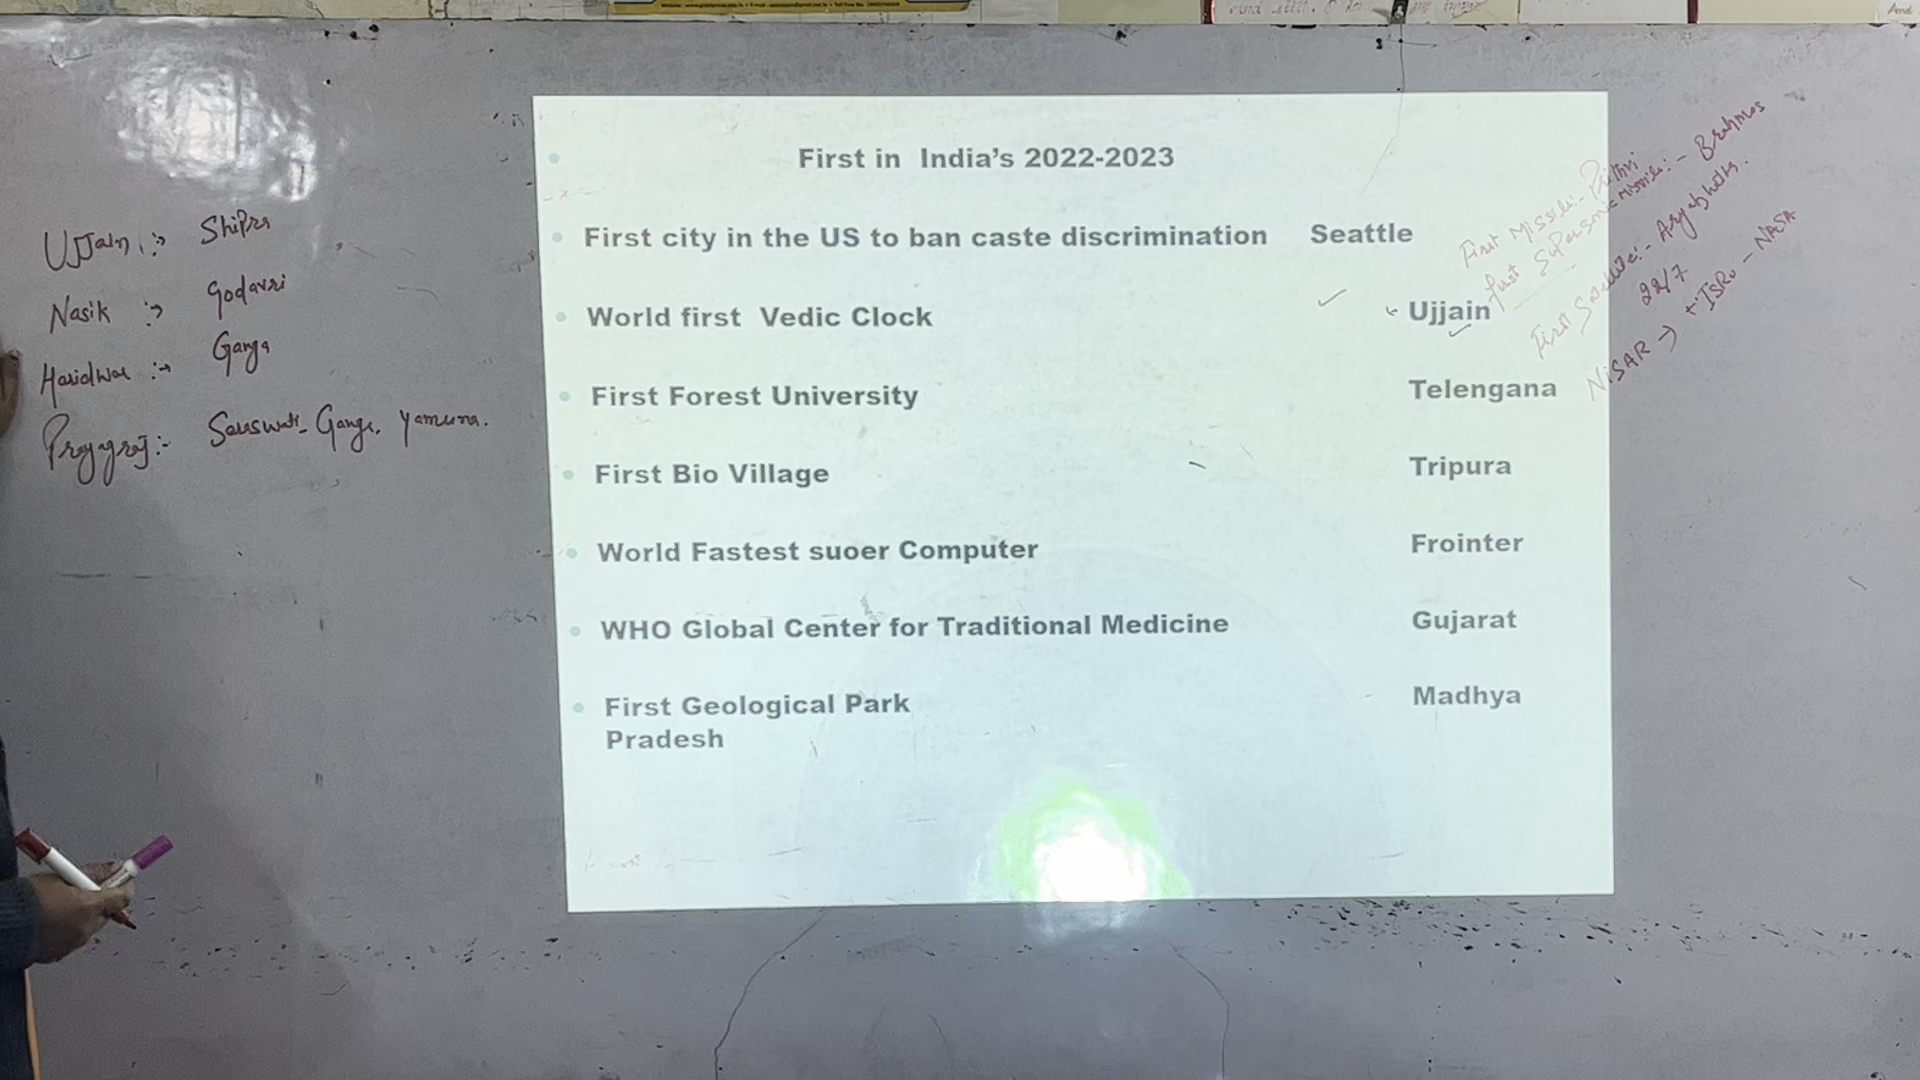 First in India's 2022-2023
First city in the US to ban caste discrimination Seattle
World first Vedic Clock Ujjain
First Forest University Telengana
First Bio Village Tripura
World Fastest suoer Computer Frointer
WHO Global Center for Traditional Medicine Gujarat
First Geological Park Madhya
Pradesh
Ujjain :→ Shipra
Nasik :→ Godavri
Haridwar :→ Ganga
Prayagraj :- Saraswati Ganga, Yamuna.
First Missile:- Prithvi
first Supersonic missile:- Brahmos
First Satellite:- Aryabhata.
22/7
NISAR → ISRO - NASA